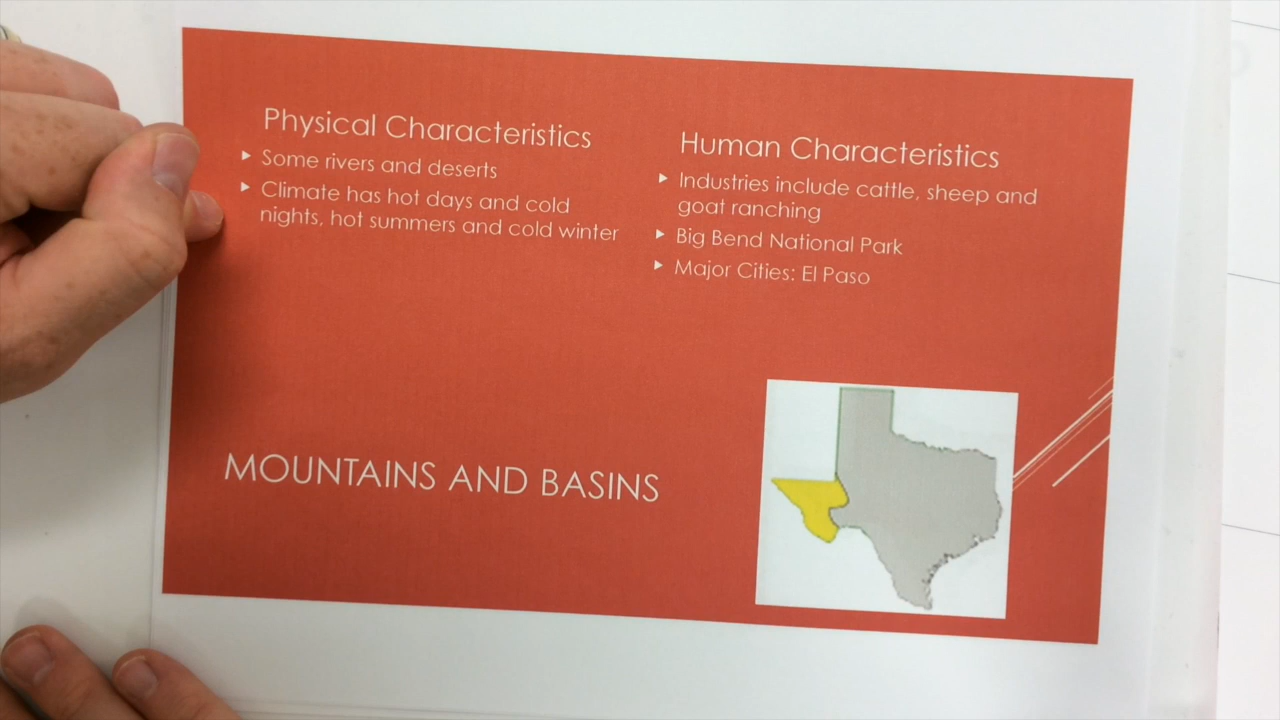 Physical Characteristics
Some rivers and deserts
Climate has hot days and cold
nights, hot summers and cold winter
Human Characteristics
Industries include cattle, sheep and
goat ranching
Big Bend National Park
Major Cities: El Paso
MOUNTAINS AND BASINS